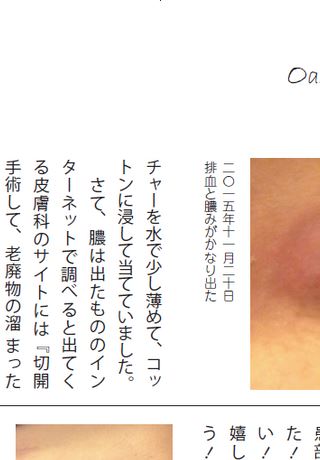 Oa
二〇一五年十一月二十日
排血と膿みがかなり出た
チャーを水で少し薄めて、コッ
トンに浸して当てていました。
さて、膿は出たもののイン
ターネットで調べると出てく
る皮膚科のサイトには『切開
手術して、老廃物の溜まった
た！
い！
嬉し
う！